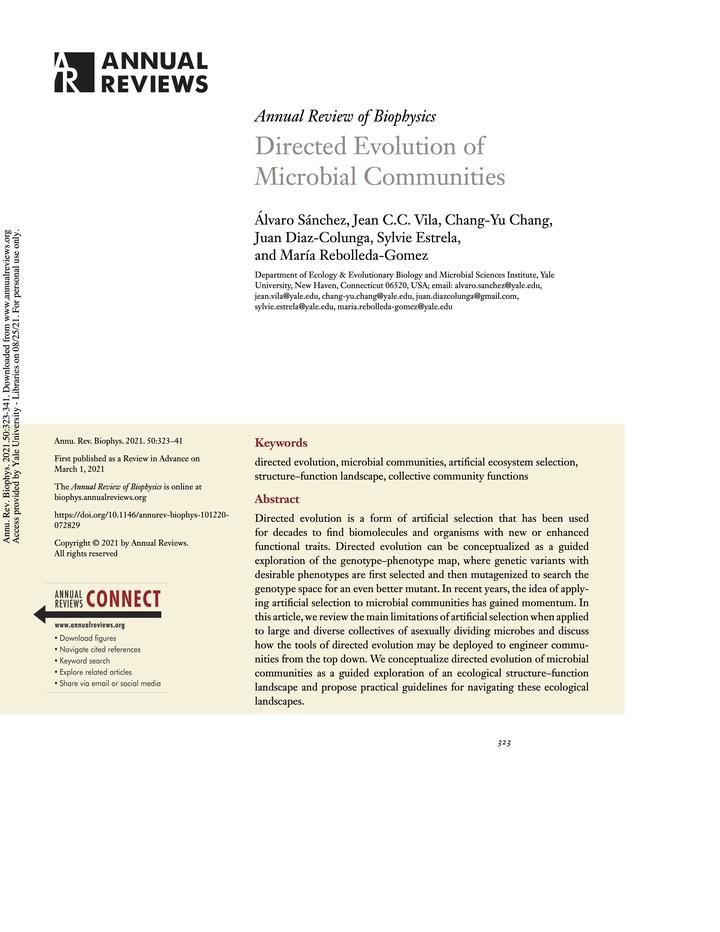 ANNUAL
REVIEWS
Annual Review of Biophysics
Directed Evolution of
Microbial Communities
Álvaro Sánchez, Jean C.C. Vila, Chang-Yu Chang,
Juan Diaz-Colunga, Sylvie Estrela,
and María Rebolleda-Gomez
Department of Ecology & Evolutionary Biology and Microbial Sciences Institute, Yale
University, New Haven, Connecticut 06520, USA; email: alvaro.sanchez@yale.edu,
jean.vila@yale.edu, chang-yu.chang@yale.edu, juan.diazcolunga@gmail.com,
sylvie.estrela@yale.edu, maria.rebolleda-gomez@yale.edu
Annu. Rev. Biophys. 2021.50:323-341. Downloaded from www.annualreviews.org
Access provided by Yale University - Libraries on 08/25/21. For personal use only.
Annu. Rev. Biophys. 2021. 50:323–41
First published as a Review in Advance on
March 1, 2021
The Annual Review of Biophysics is online at
biophys.annualreviews.org
https://doi.org/10.1146/annurev-biophys-101220-
072829
Copyright © 2021 by Annual Reviews.
All rights reserved
ANNUAL
REVIEWS CONNECT
www.annualreviews.org
• Download figures
• Navigate cited references
• Keyword search
• Explore related articles
• Share via email or social media
Keywords
directed evolution, microbial communities, artificial ecosystem selection,
structure–function landscape, collective community functions
Abstract
Directed evolution is a form of artificial selection that has been used
for decades to find biomolecules and organisms with new or enhanced
functional traits. Directed evolution can be conceptualized as a guided
exploration of the genotype–phenotype map, where genetic variants with
desirable phenotypes are first selected and then mutagenized to search the
genotype space for an even better mutant. In recent years, the idea of apply-
ing artificial selection to microbial communities has gained momentum. In
this article, we review the main limitations of artificial selection when applied
to large and diverse collectives of asexually dividing microbes and discuss
how the tools of directed evolution may be deployed to engineer commu-
nities from the top down. We conceptualize directed evolution of microbial
communities as a guided exploration of an ecological structure–function
landscape and propose practical guidelines for navigating these ecological
landscapes.
323